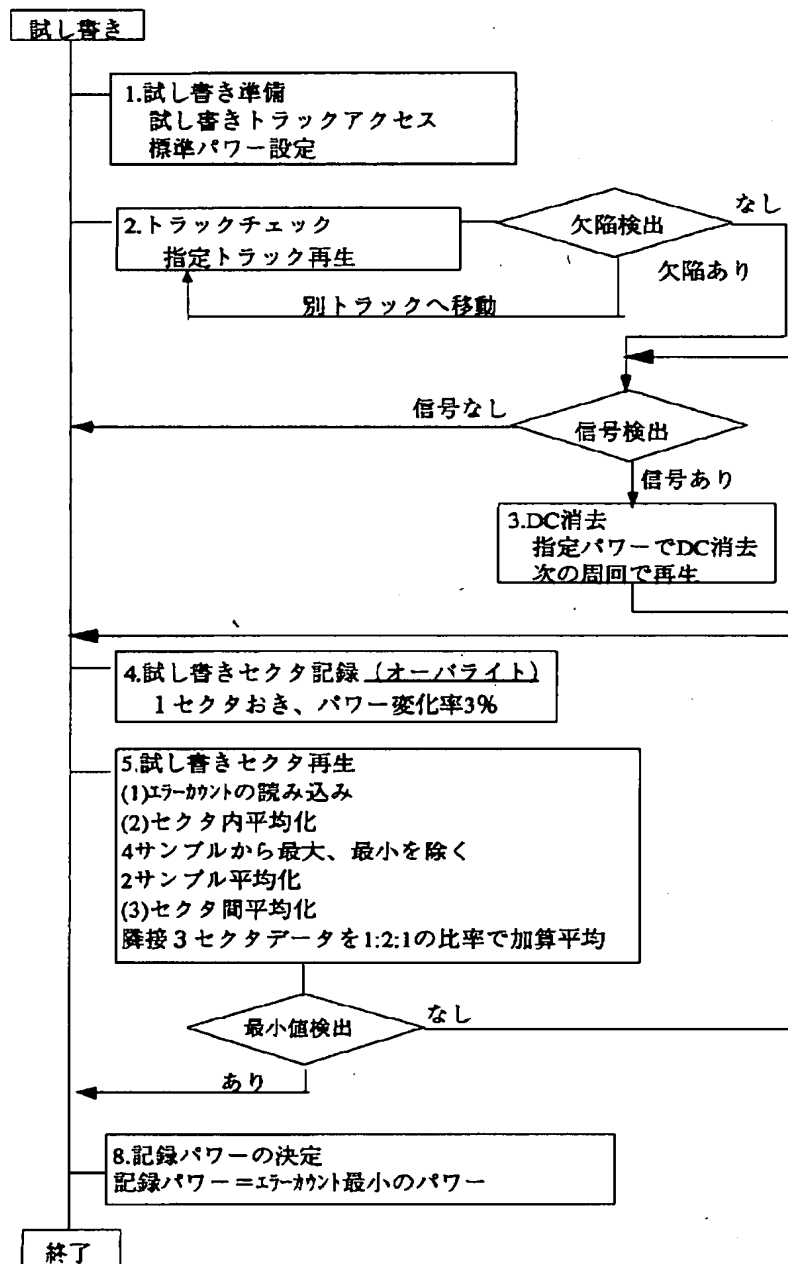 試し書き
1.試し書き準備
試し書きトラックアクセス
標準パワー設定
2.トラックチェック
指定トラック再生
欠陥検出
なし
欠陥あり
別トラックへ移動
信号なし
信号検出
信号あり
3.DC消去
指定パワーでDC消去
次の周回で再生
4.試し書きセクタ記録 (オーバライト)
1セクタおき、パワー変化率3%
5.試し書きセクタ再生
(1)エラーカウントの読み込み
(2)セクタ内平均化
4サンプルから最大、最小を除く
2サンプル平均化
(3)セクタ間平均化
隣接3セクタデータを1:2:1の比率で加算平均
最小値検出
なし
あり
8.記録パワーの決定
記録パワー=エラーカウント最小のパワー
終了